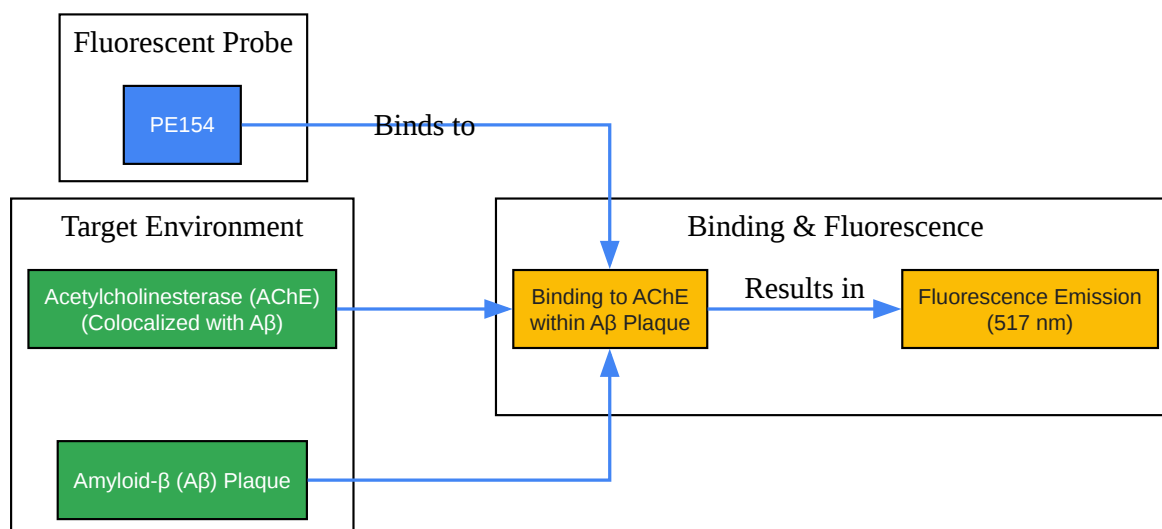 Fluorescent Probe
PE154
Binds to
Target Environment
Acetylcholinesterase (AChE)
(Colocalized with Aβ)
Amyloid-β (Aβ) Plaque
Binding & Fluorescence
Binding to AChE
within Aβ Plaque
Results in
Fluorescence Emission
(517 nm)